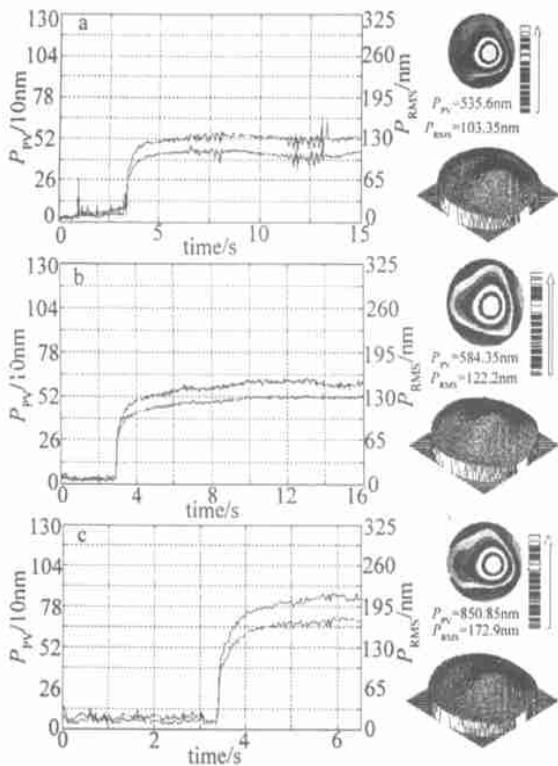 a
130
104
78
52
26
0
P_PV/10nm
325
260
195
130
65
0
P_RMS/nm
0 5 10 15
time/s
P_PV=535.6nm
P_RMS=103.35nm
b
130
104
78
52
26
0
P_PV/10nm
325
260
195
130
65
0
P_RMS/nm
0 4 8 12 16
time/s
P_PV=584.35nm
P_RMS=122.2nm
c
130
104
78
52
26
0
P_PV/10nm
325
260
195
130
65
0
P_RMS/nm
0 2 4 6
time/s
P_PV=850.85nm
P_RMS=172.9nm